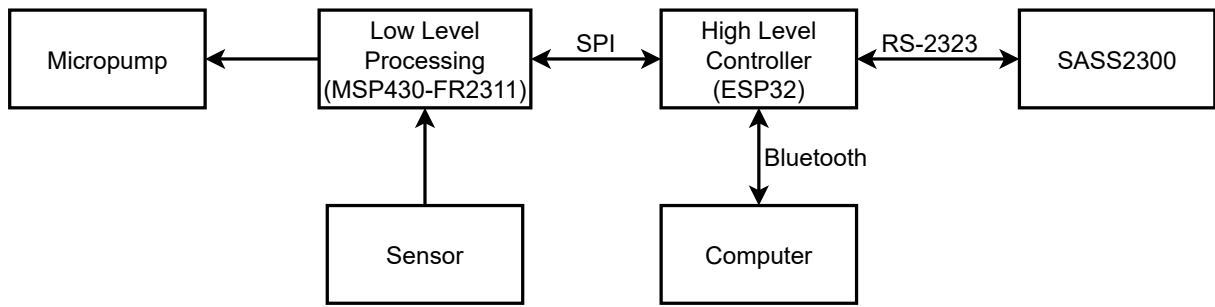 Micropump
Low Level
Processing
(MSP430-FR2311)
SPI
High Level
Controller
(ESP32)
RS-2323
SASS2300
Bluetooth
Sensor
Computer